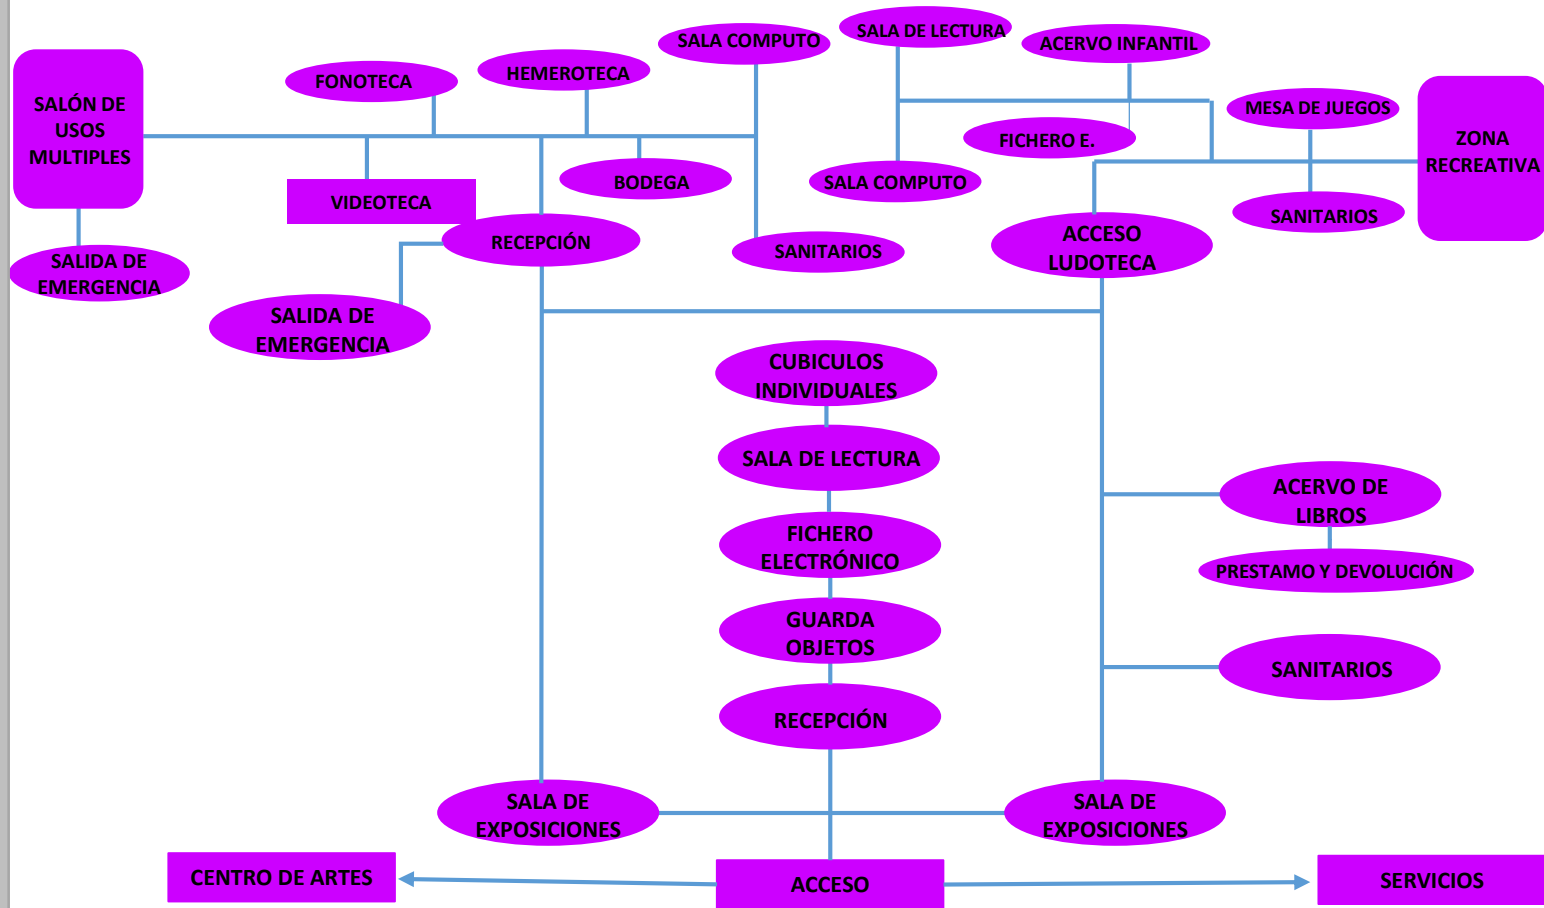 SALA COMPUTO
SALA DE LECTURA
ACERVO INFANTIL
FONOTECA
HEMEROTECA
SALÓN DE
USOS
MULTIPLES
MESA DE JUEGOS
ZONA
RECREATIVA
FICHERO E.
VIDEOTECA
BODEGA
SALA COMPUTO
SANITARIOS
RECEPCIÓN
SANITARIOS
ACCESO
LUDOTECA
SALIDA DE
EMERGENCIA
SALIDA DE
EMERGENCIA
CUBICULOS
INDIVIDUALES
SALA DE LECTURA
ACERVO DE
LIBROS
FICHERO
ELECTRÓNICO
PRESTAMO Y DEVOLUCIÓN
GUARDA
OBJETOS
SANITARIOS
RECEPCIÓN
SALA DE
EXPOSICIONES
SALA DE
EXPOSICIONES
CENTRO DE ARTES
ACCESO
SERVICIOS